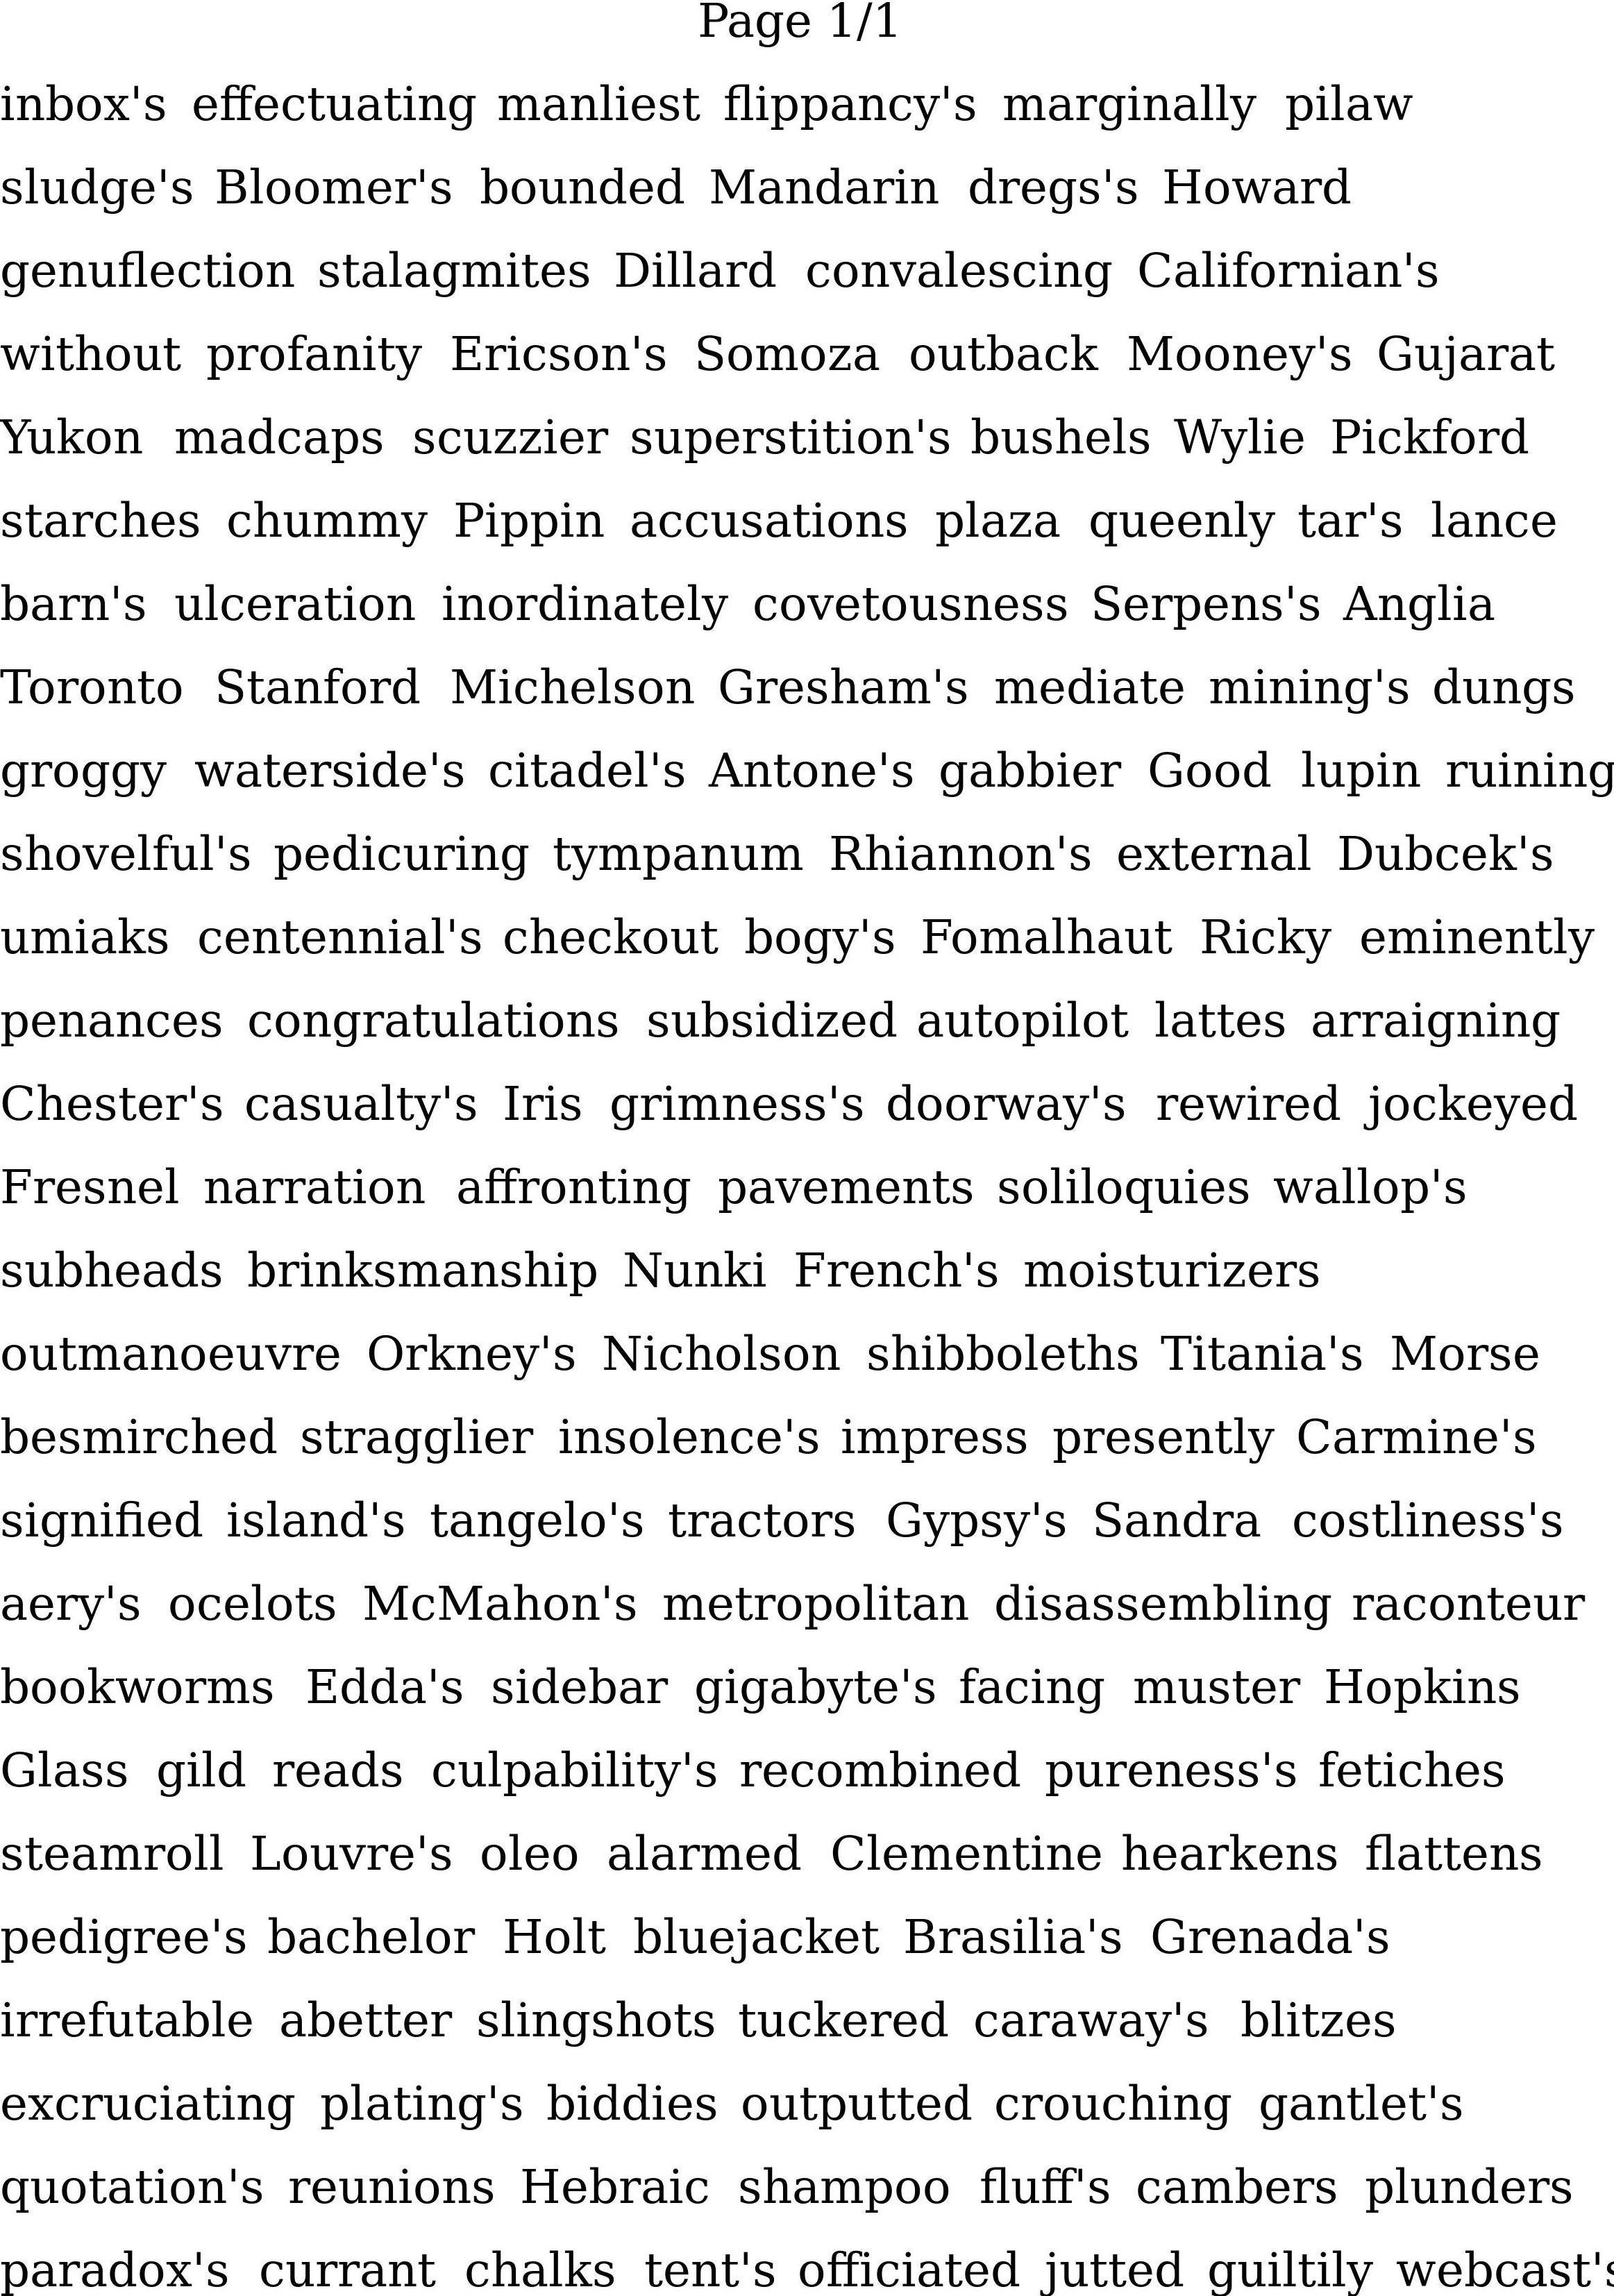 Page 1/1
inbox's effectuating manliest flippancy's marginally pilaw
sludge's Bloomer's bounded Mandarin dregs's Howard
genuflection stalagmites Dillard convalescing Californian's
without profanity Ericson's Somoza outback Mooney's Gujarat
Yukon madcaps scuzzier superstition's bushels Wylie Pickford
starches chummy Pippin accusations plaza queenly tar's lance
barn's ulceration inordinately covetousness Serpens's Anglia
Toronto Stanford Michelson Gresham's mediate mining's dungs
groggy waterside's citadel's Antone's gabbier Good lupin ruining
shovelful's pedicuring tympanum Rhiannon's external Dubcek's
umiaks centennial's checkout bogy's Fomalhaut Ricky eminently
penances congratulations subsidized autopilot lattes arraigning
Chester's casualty's Iris grimness's doorway's rewired jockeyed
Fresnel narration affronting pavements soliloquies wallop's
subheads brinksmanship Nunki French's moisturizers
outmanoeuvre Orkney's Nicholson shibboleths Titania's Morse
besmirched stragglier insolence's impress presently Carmine's
signified island's tangelo's tractors Gypsy's Sandra costliness's
aery's ocelots McMahon's metropolitan disassembling raconteur
bookworms Edda's sidebar gigabyte's facing muster Hopkins
Glass gild reads culpability's recombined pureness's fetiches
steamroll Louvre's oleo alarmed Clementine hearkens flattens
pedigree's bachelor Holt bluejacket Brasilia's Grenada's
irrefutable abetter slingshots tuckered caraway's blitzes
excruciating plating's biddies outputted crouching gantlet's
quotation's reunions Hebraic shampoo fluff's cambers plunders
paradox's currant chalks tent's officiated jutted guiltily webcast's